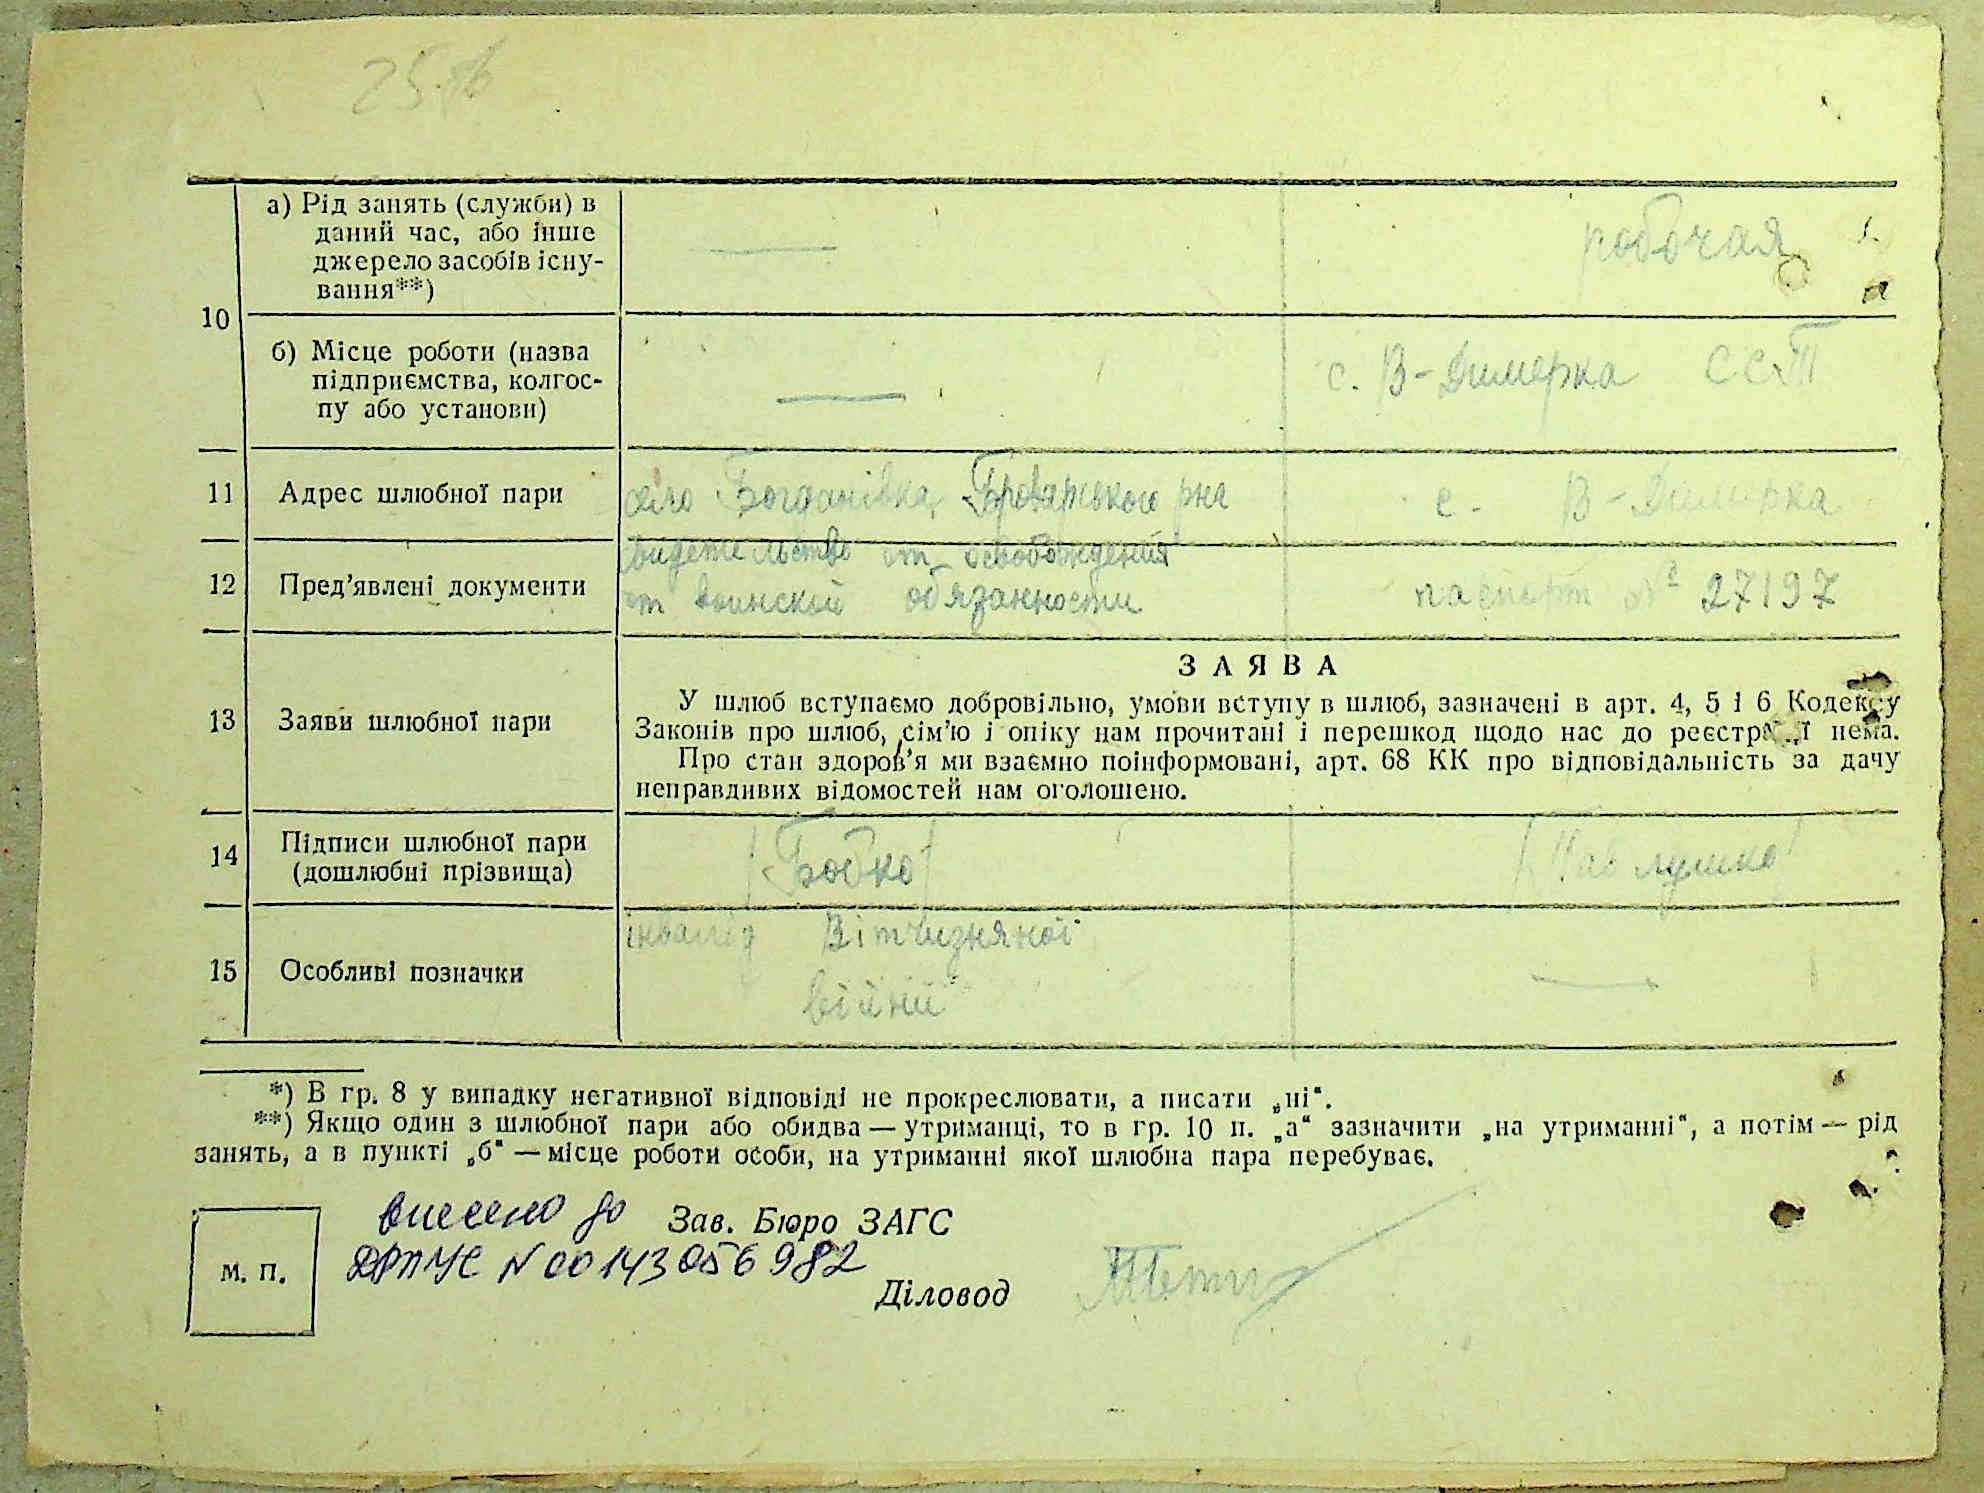 а) Рід занять (служби) в
даний час, або інше
джерело засобів існу-
вання**)
—
робочая
10
б) Місце роботи (назва
підприємства, колгос-
пу або установи)
—
с. В-Димерка ССТ
11 Адрес шлюбної пари
село Богданівка Броварського рна
с. В-Димерка
12 Пред’явлені документи
видетельство от освобождения
от воинской обязанности
паспорт № 27197
13 Заяви шлюбної пари
ЗАЯВА
У шлюб вступаємо добровільно, умови вступу в шлюб, зазначені в арт. 4, 5 і 6 Кодексу
Законів про шлюб, сім’ю і опіку нам прочитані і перешкод щодо нас до реєстрації нема.
Про стан здоров’я ми взаємно поінформовані, арт. 68 КК про відповідальність за дачу
неправдивих відомостей нам оголошено.
14 Підписи шлюбної пари
(дошлюбні прізвища)
/Бобко/
/Павлушко/
15 Особливі позначки
інвалід Вітчизняної
війни
—
*) В гр. 8 у випадку негативної відповіді не прокреслювати, а писати „ні“.
**) Якщо один з шлюбної пари або обидва — утриманці, то в гр. 10 п. „а“ зазначити „на утриманні“, а потім — рід
занять, а в пункті „б“ — місце роботи особи, на утриманні якої шлюбна пара перебуває.
внесено до
Зав. Бюро ЗАГС
м. п.
ДРАЦС N 00143056982
Діловод